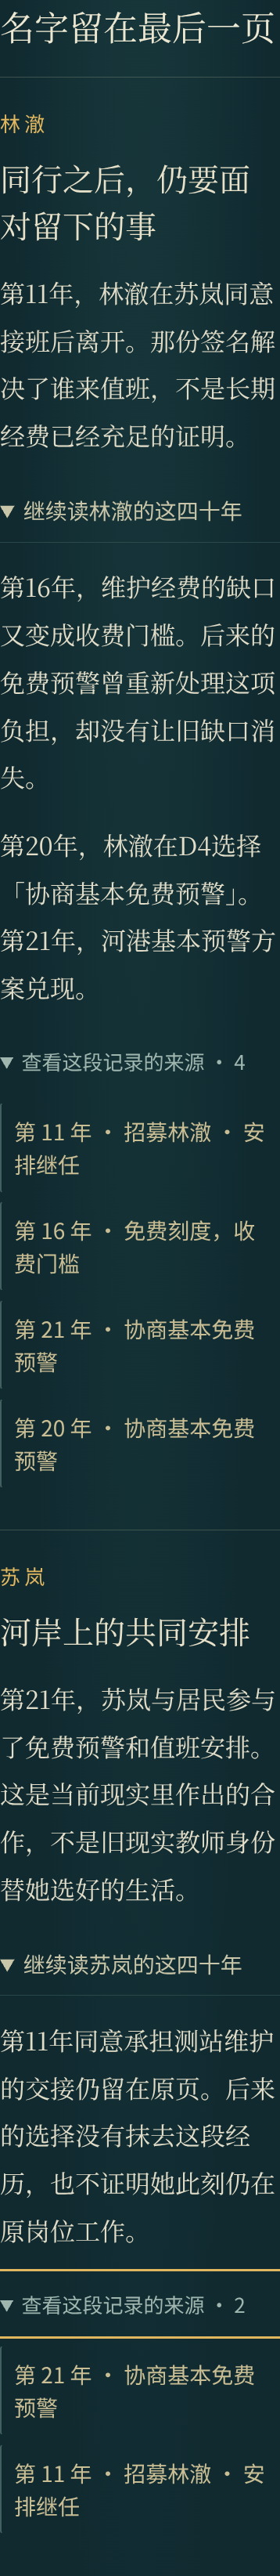 名字留在最后一页
林澈
同行之后，仍要面
对留下的事
第11年，林澈在苏岚同意
接班后离开。那份签名解
决了谁来值班，不是长期
经费已经充足的证明。
▼ 继续读林澈的这四十年
第16年，维护经费的缺口
又变成收费门槛。后来的
免费预警曾重新处理这项
负担，却没有让旧缺口消
失。
第20年，林澈在D4选择
「协商基本免费预警」。
第21年，河港基本预警方
案兑现。
▼ 查看这段记录的来源 · 4
第 11 年 · 招募林澈 · 安
排继任
第 16 年 · 免费刻度，收
费门槛
第 21 年 · 协商基本免费
预警
第 20 年 · 协商基本免费
预警
苏岚
河岸上的共同安排
第21年，苏岚与居民参与
了免费预警和值班安排。
这是当前现实里作出的合
作，不是旧现实教师身份
替她选好的生活。
▼ 继续读苏岚的这四十年
第11年同意承担测站维护
的交接仍留在原页。后来
的选择没有抹去这段经
历，也不证明她此刻仍在
原岗位工作。
▼ 查看这段记录的来源 · 2
第 21 年 · 协商基本免费
预警
第 11 年 · 招募林澈 · 安
排继任